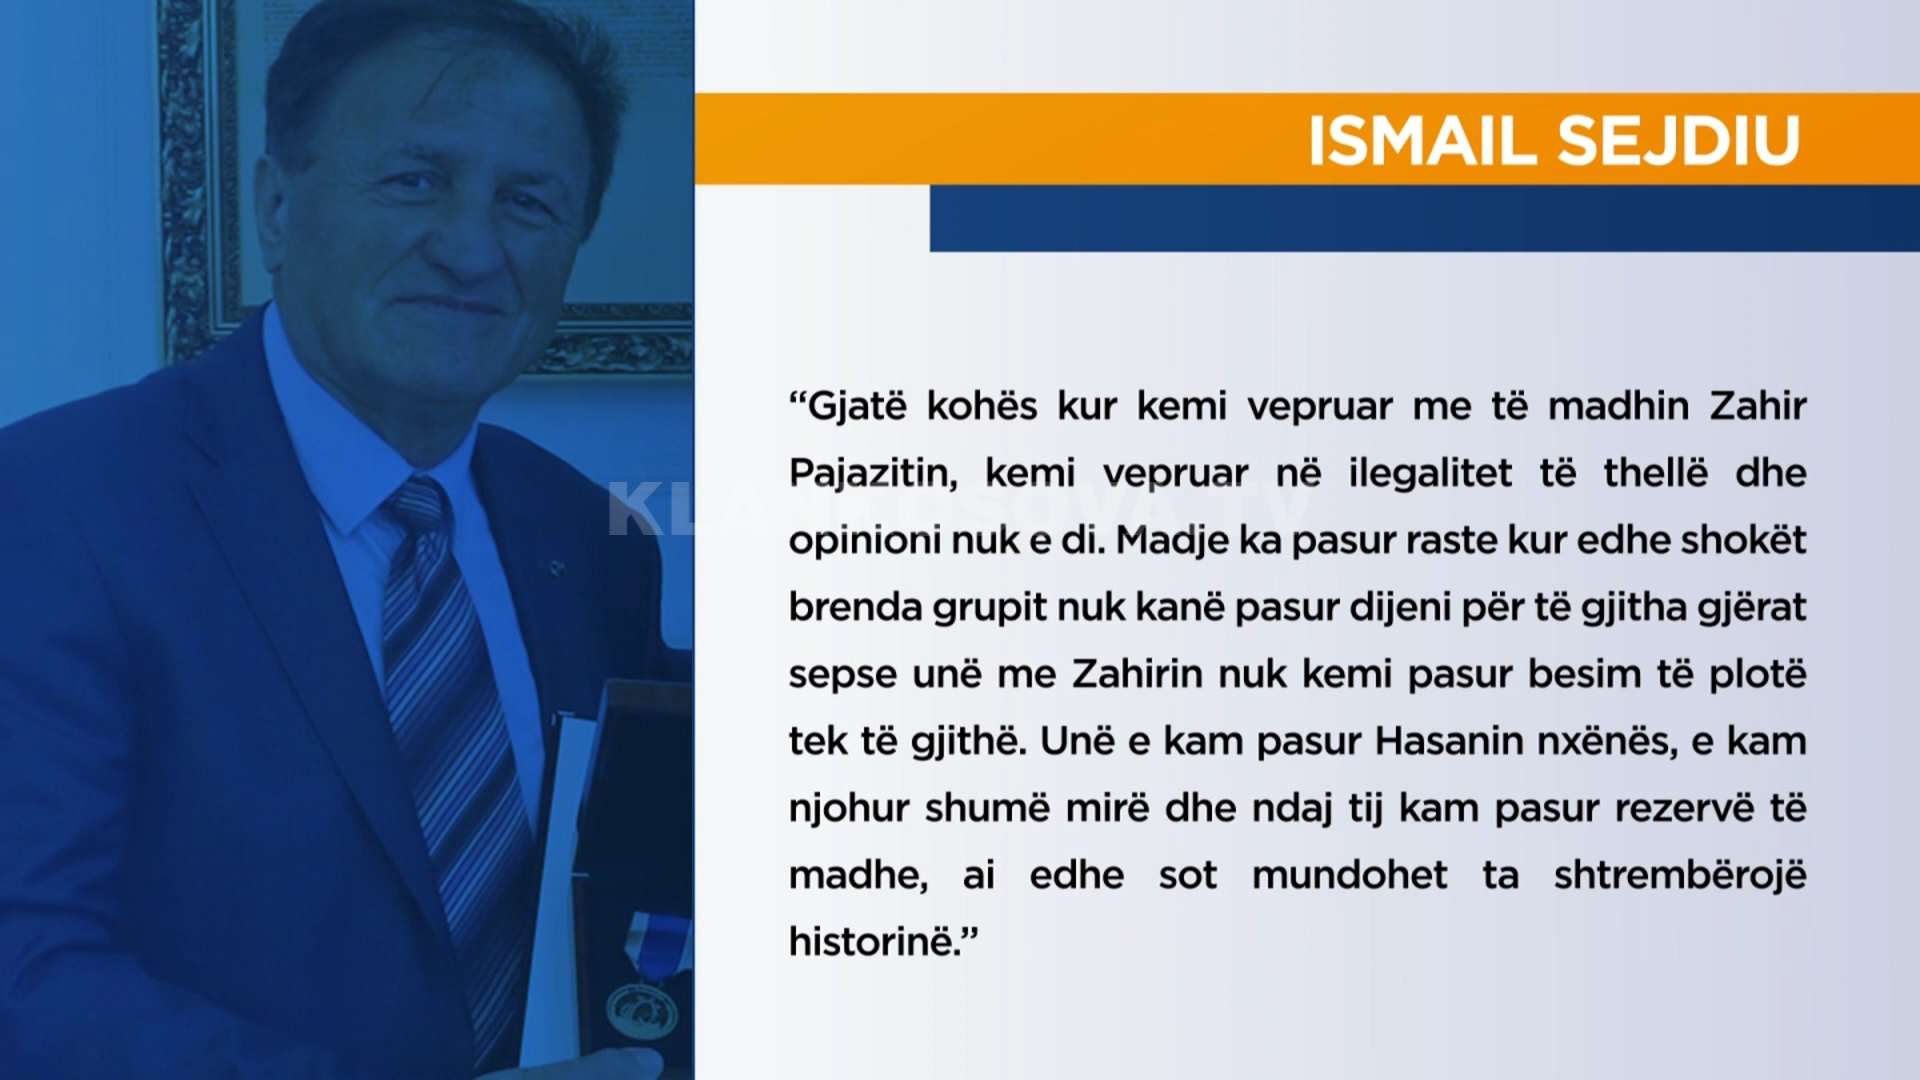 ISMAIL SEJDIU
“Gjatë kohës kur kemi vepruar me të madhin Zahir
Pajazitin, kemi vepruar në ilegalitet të thellë dhe
KLANKOSOVA.TV
opinioni nuk e di. Madje ka pasur raste kur edhe shokët
brenda grupit nuk kanë pasur dijeni për të gjitha gjërat
sepse unë me Zahirin nuk kemi pasur besim të plotë
tek të gjithë. Unë e kam pasur Hasanin nxënës, e kam
njohur shumë mirë dhe ndaj tij kam pasur rezervë të
madhe, ai edhe sot mundohet ta shtrembërojë
historinë.”